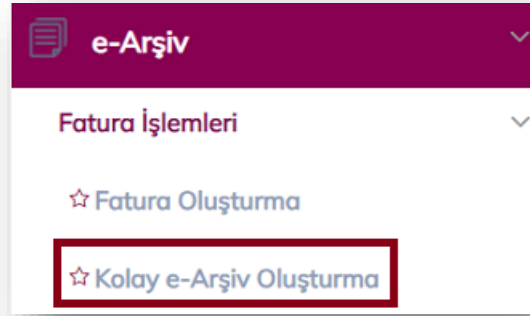 e-Arşiv
Fatura İşlemleri
Fatura Oluşturma
Kolay e-Arşiv Oluşturma